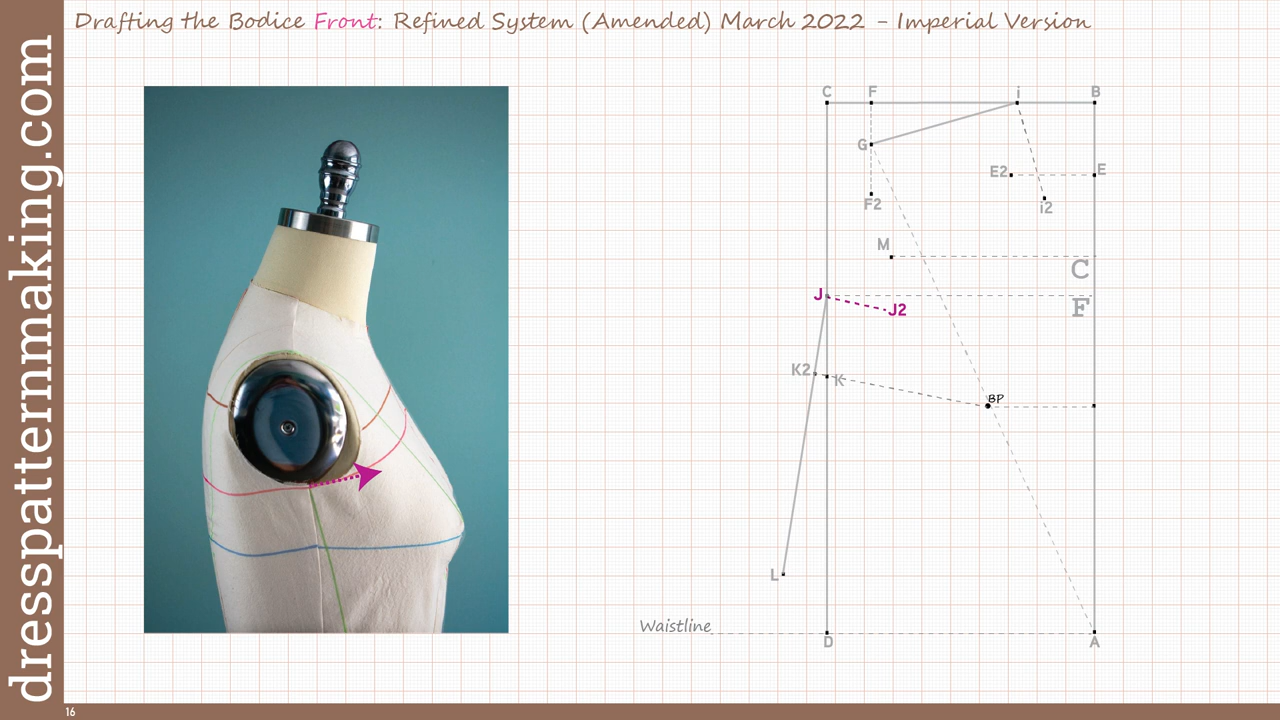 Drafting the Bodice Front: Refined System (Amended) March 2022 - Imperial Version
dresspatternmaking.com
C F i B
G
E2 E
F2 i2
M
C
J
J2 F
K2 K
BP
L
Waistline
D A
16